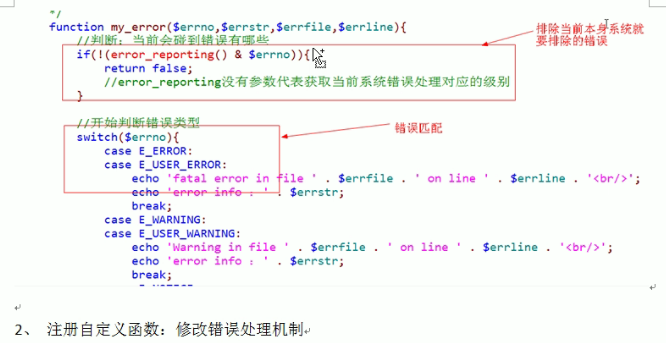 */
function my_error($errno,$errstr,$errfile,$errline){
//判断：当前会碰到错误有哪些
if(!(error_reporting() & $errno)){
return false;
//error_reporting没有参数代表获取当前系统错误处理对应的级别
}
排除当前本身系统就
要排除的错误
//开始判断错误类型
switch($errno){
错误匹配
case E_ERROR:
case E_USER_ERROR:
echo 'fatal error in file ' . $errfile . ' on line ' . $errline . '<br/>';
echo 'error info : ' . $errstr;
break;
case E_WARNING:
case E_USER_WARNING:
echo 'Warning in file ' . $errfile . ' on line ' . $errline . '<br/>';
echo 'error info : ' . $errstr;
break;
2、 注册自定义函数：修改错误处理机制